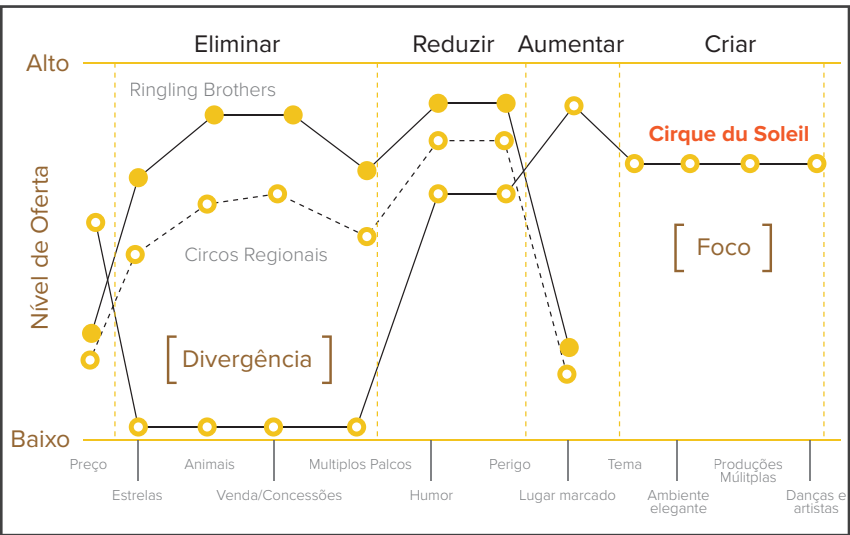 Eliminar
Reduzir
Aumentar
Criar
Alto
Ringling Brothers
Cirque du Soleil
Nível de Oferta
Circos Regionais
[ Foco ]
[ Divergência ]
Baixo
Preço
Animais
Multiplos Palcos
Perigo
Tema
Produções
Múlitplas
Estrelas
Venda/Concessões
Humor
Lugar marcado
Ambiente
elegante
Danças e
artistas